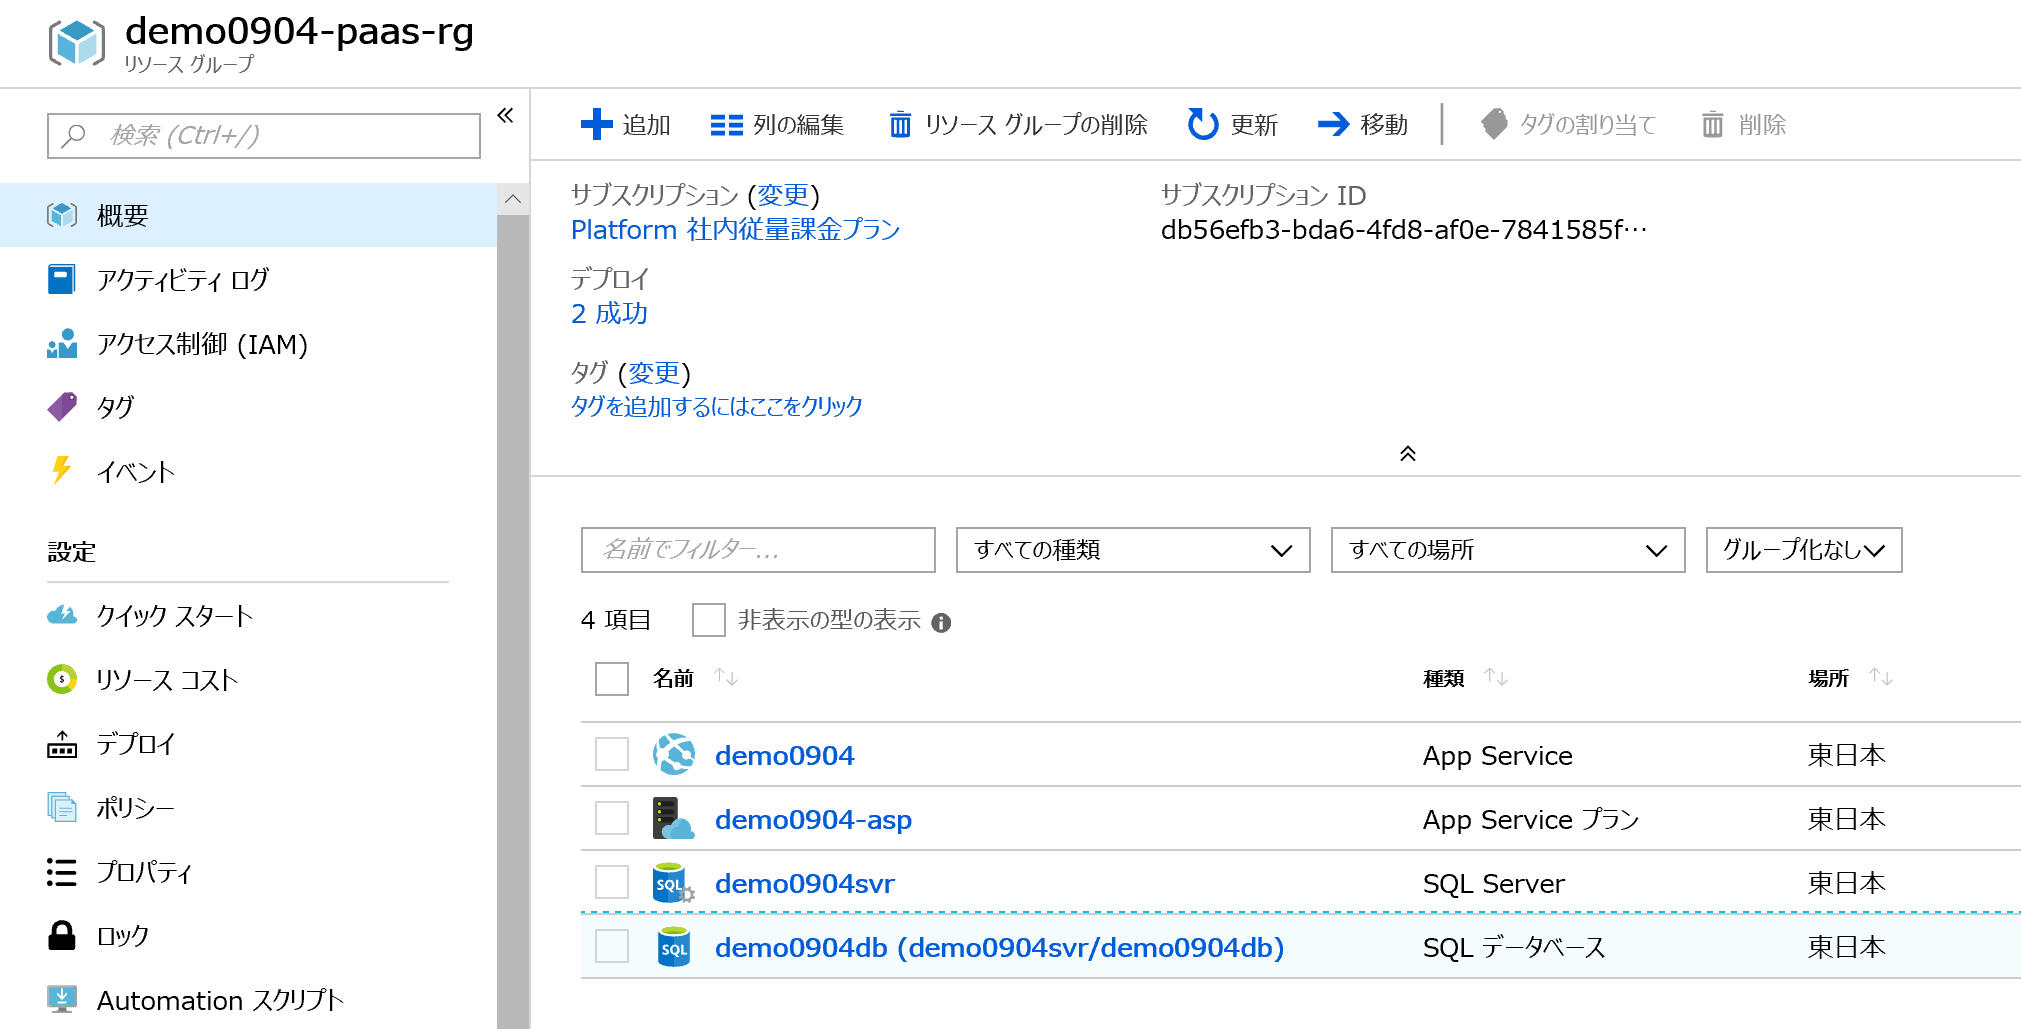 demo0904-paas-rg
リソース グループ
検索 (Ctrl+/)
概要
アクティビティ ログ
アクセス制御 (IAM)
タグ
イベント
設定
クイック スタート
リソース コスト
デプロイ
ポリシー
プロパティ
ロック
Automation スクリプト
追加 列の編集 リソース グループの削除 更新 移動 タグの割り当て 削除
サブスクリプション (変更) サブスクリプション ID
Platform 社内従量課金プラン db56efb3-bda6-4fd8-af0e-7841585f…
デプロイ
2 成功
タグ (変更)
タグを追加するにはここをクリック
名前でフィルター... すべての種類 すべての場所 グループ化なし
4 項目 非表示の型の表示
名前 種類 場所
demo0904 App Service 東日本
demo0904-asp App Service プラン 東日本
SQL demo0904svr SQL Server 東日本
SQL demo0904db (demo0904svr/demo0904db) SQL データベース 東日本